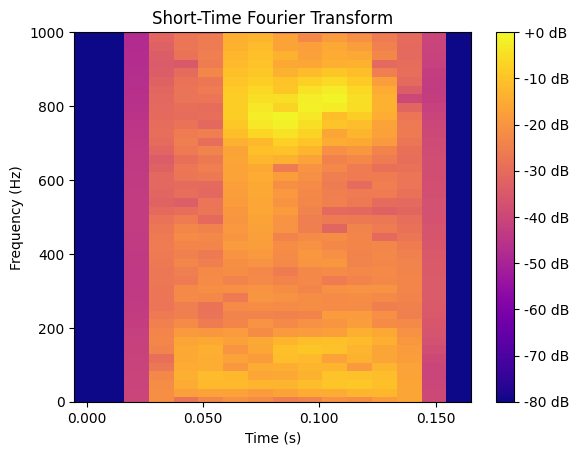 Short-Time Fourier Transform
1000
800
600
400
200
0
Frequency (Hz)
0.000
0.050
0.100
0.150
Time (s)
+0 dB
-10 dB
-20 dB
-30 dB
-40 dB
-50 dB
-60 dB
-70 dB
-80 dB